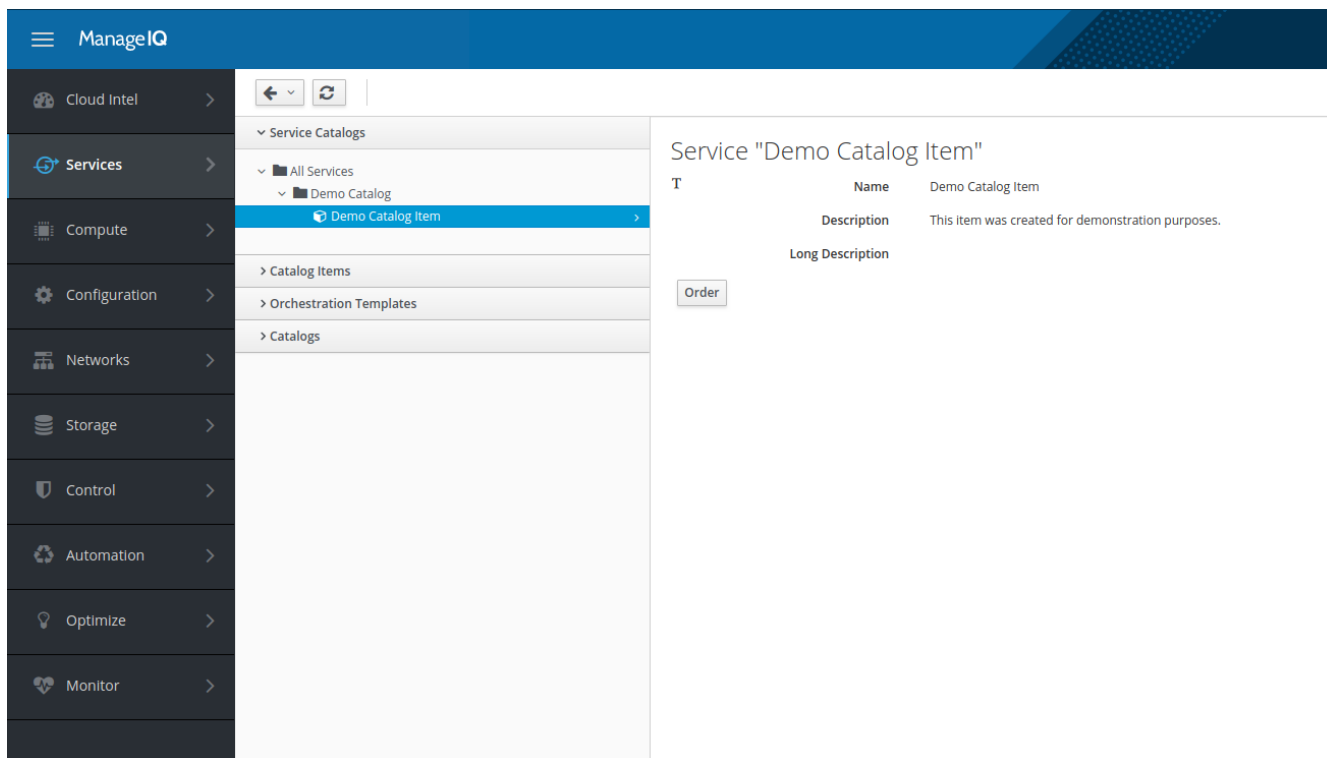 ManageIQ
Cloud Intel
Services
Compute
Configuration
Networks
Storage
Control
Automation
Optimize
Monitor
Service Catalogs
All Services
Demo Catalog
Demo Catalog Item
Catalog Items
Orchestration Templates
Catalogs
Service "Demo Catalog Item"
T
Name Demo Catalog Item
Description This item was created for demonstration purposes.
Long Description
Order